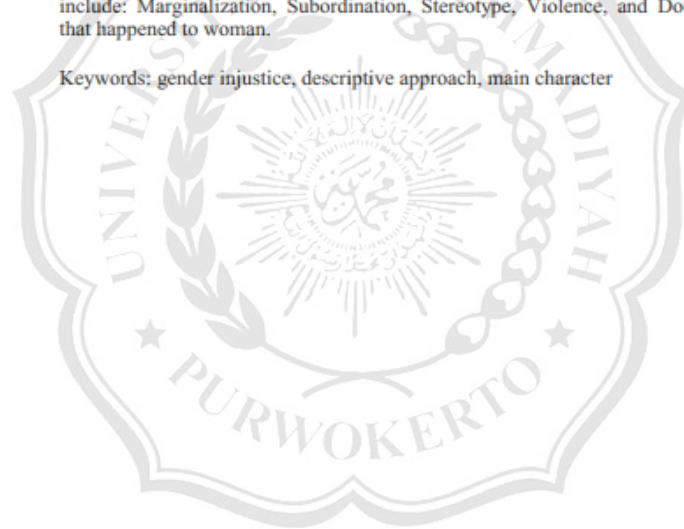 include: Marginalization, Subordination, Stereotype, Violence, and
that happened to woman.
Keywords: gender injustice, descriptive approach, main character
PURWOKERTO